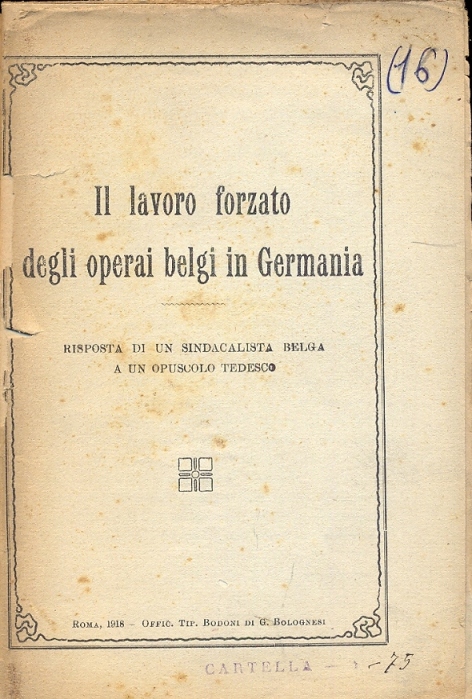 (16)
Il lavoro forzato
degli operai belgi in Germania
RISPOSTA DI UN SINDACALISTA BELGA
A UN OPUSCOLO TEDESCO
ROMA, 1918 – OFFIC. TIP. BODONI DI G. BOLOGNESI
CARTELLA – -75